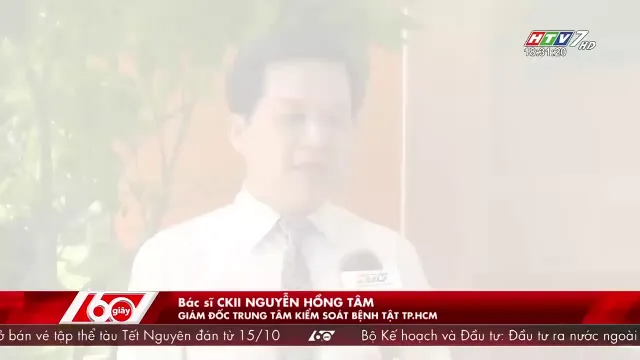 HTV7 HD
18:31:20
60 giây
Bác sĩ CKII NGUYỄN HỒNG TÂM
GIÁM ĐỐC TRUNG TÂM KIỂM SOÁT BỆNH TẬT TP.HCM
bán vé tập thể tàu Tết Nguyên đán từ 15/10 60 Bộ Kế hoạch và Đầu tư: Đầu tư ra nước ngoài